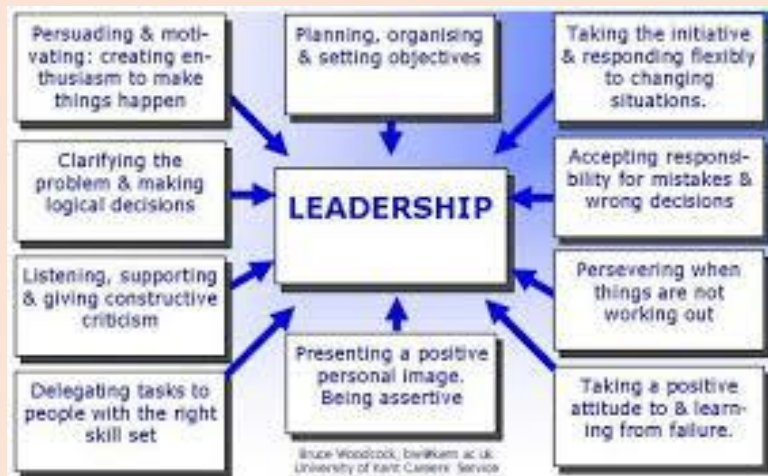 Persuading & moti-
vating: creating en-
thusiasm to make
things happen
Planning, organising
& setting objectives
Taking the initiative
& responding flexibly
to changing
situations.
Clarifying the
problem & making
logical decisions
LEADERSHIP
Accepting responsi-
bility for mistakes &
wrong decisions
Listening, supporting
& giving constructive
criticism
Persevering when
things are not
working out
Delegating tasks to
people with the right
skill set
Presenting a positive
personal image.
Being assertive
Taking a positive
attitude to & learn-
ing from failure.
Bruce Woodcock, bw@kent.ac.uk
University of Kent Careers Service